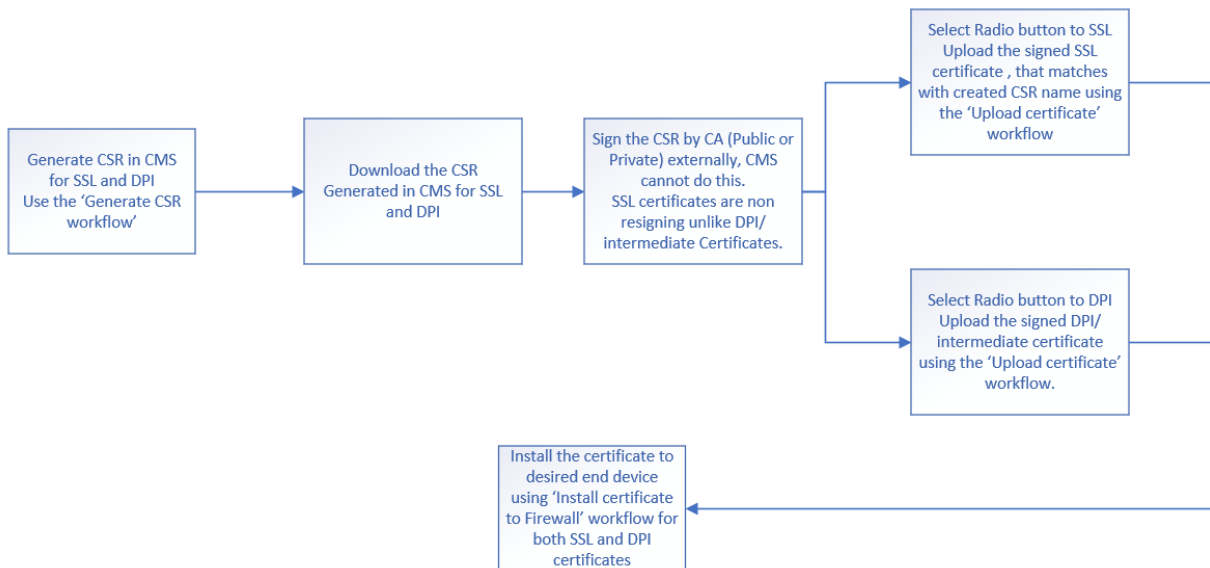 Generate CSR in CMS
for SSL and DPI
Use the ‘Generate CSR
workflow’
Download the CSR
Generated in CMS for SSL
and DPI
Sign the CSR by CA (Public or
Private) externally, CMS
cannot do this.
SSL certificates are non
resigning unlike DPI/
intermediate Certificates.
Select Radio button to SSL
Upload the signed SSL
certificate , that matches
with created CSR name using
the ‘Upload certificate’
workflow
Select Radio button to DPI
Upload the signed DPI/
intermediate certificate
using the ‘Upload certificate’
workflow.
Install the certificate to
desired end device
using ‘Install certificate
to Firewall’ workflow for
both SSL and DPI
certificates